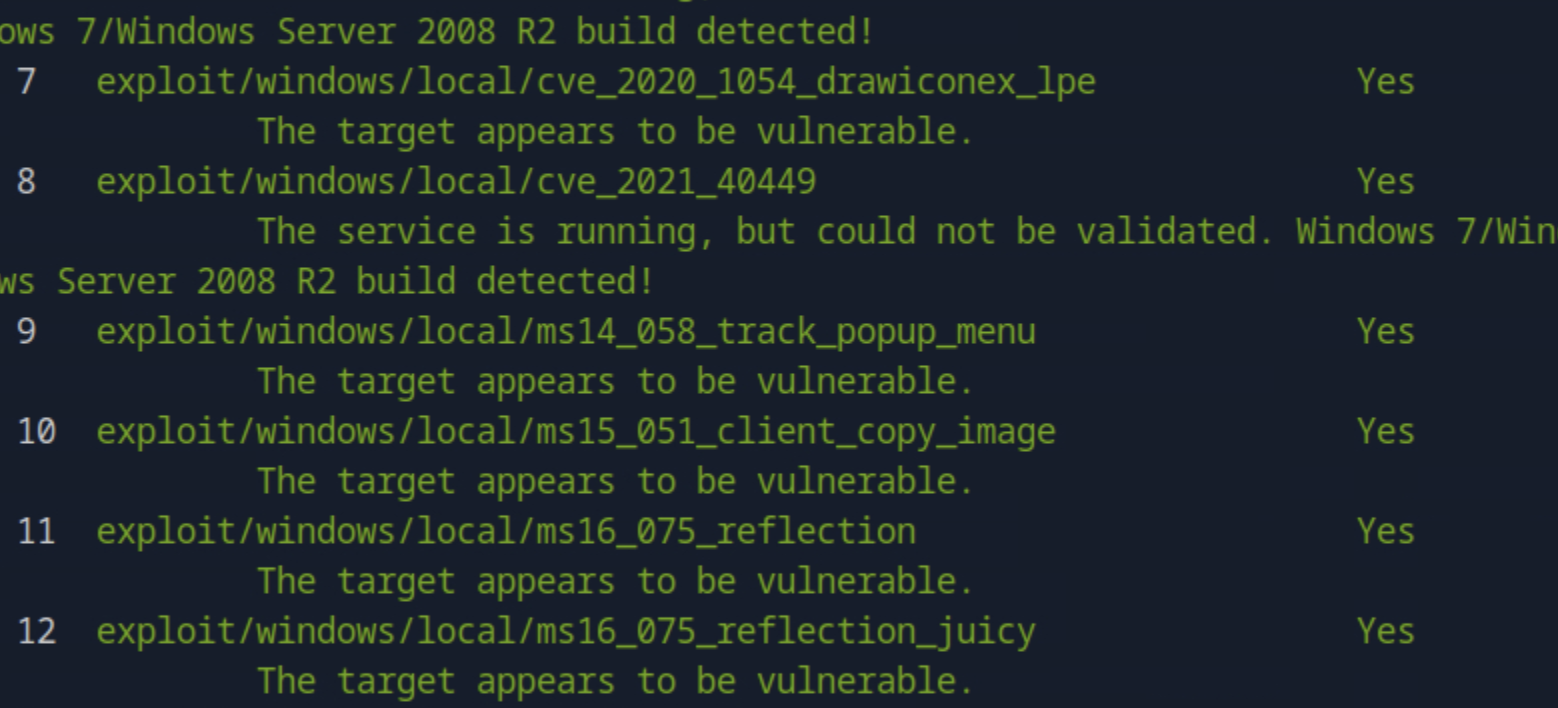 ows 7/Windows Server 2008 R2 build detected!
7 exploit/windows/local/cve_2020_1054_drawiconex_lpe Yes
The target appears to be vulnerable.
8 exploit/windows/local/cve_2021_40449 Yes
The service is running, but could not be validated. Windows 7/Win
ws Server 2008 R2 build detected!
9 exploit/windows/local/ms14_058_track_popup_menu Yes
The target appears to be vulnerable.
10 exploit/windows/local/ms15_051_client_copy_image Yes
The target appears to be vulnerable.
11 exploit/windows/local/ms16_075_reflection Yes
The target appears to be vulnerable.
12 exploit/windows/local/ms16_075_reflection_juicy Yes
The target appears to be vulnerable.